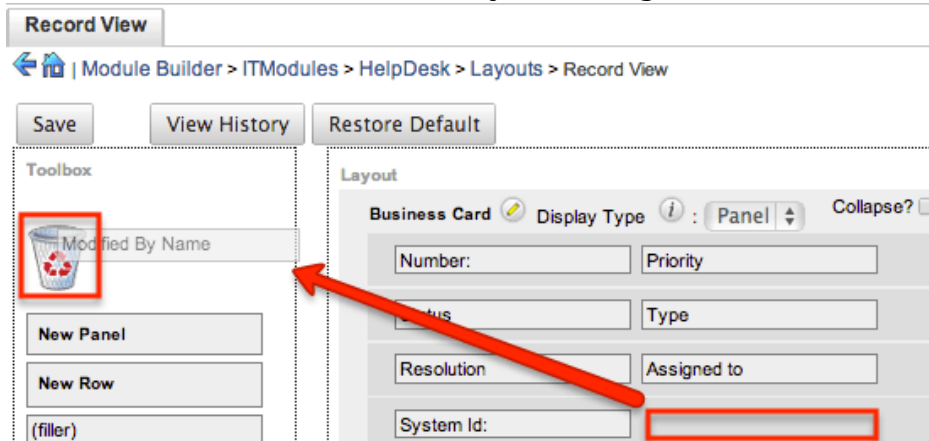 Record View
| Module Builder > ITModules > HelpDesk > Layouts > Record View
Save View History Restore Default
Toolbox
Layout
Business Card Display Type i : Panel Collapse?
Modified By Name
Number: Priority
Status Type
New Panel
Resolution Assigned to
New Row
System Id:
(filler)